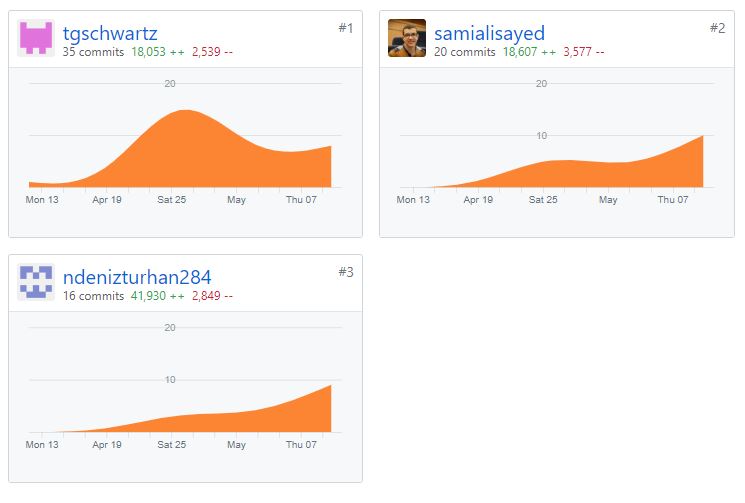 tgschwartz #1
35 commits 18,053 ++ 2,539 --
20
Mon 13 Apr 19 Sat 25 May Thu 07
samialisayed #2
20 commits 18,607 ++ 3,577 --
20
10
Mon 13 Apr 19 Sat 25 May Thu 07
ndenizturhan284 #3
16 commits 41,930 ++ 2,849 --
20
10
Mon 13 Apr 19 Sat 25 May Thu 07